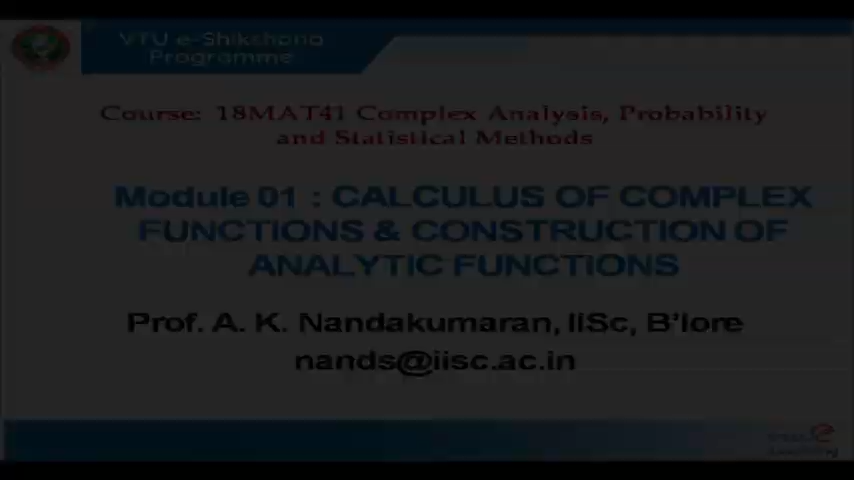 VTU e-Shikshana
Programme
Course: 18MAT41 Complex Analysis, Probability
and Statistical Methods
Module 01 : CALCULUS OF COMPLEX
FUNCTIONS & CONSTRUCTION OF
ANALYTIC FUNCTIONS
Prof. A. K. Nandakumaran, IISc, B'lore
nands@iisc.ac.in